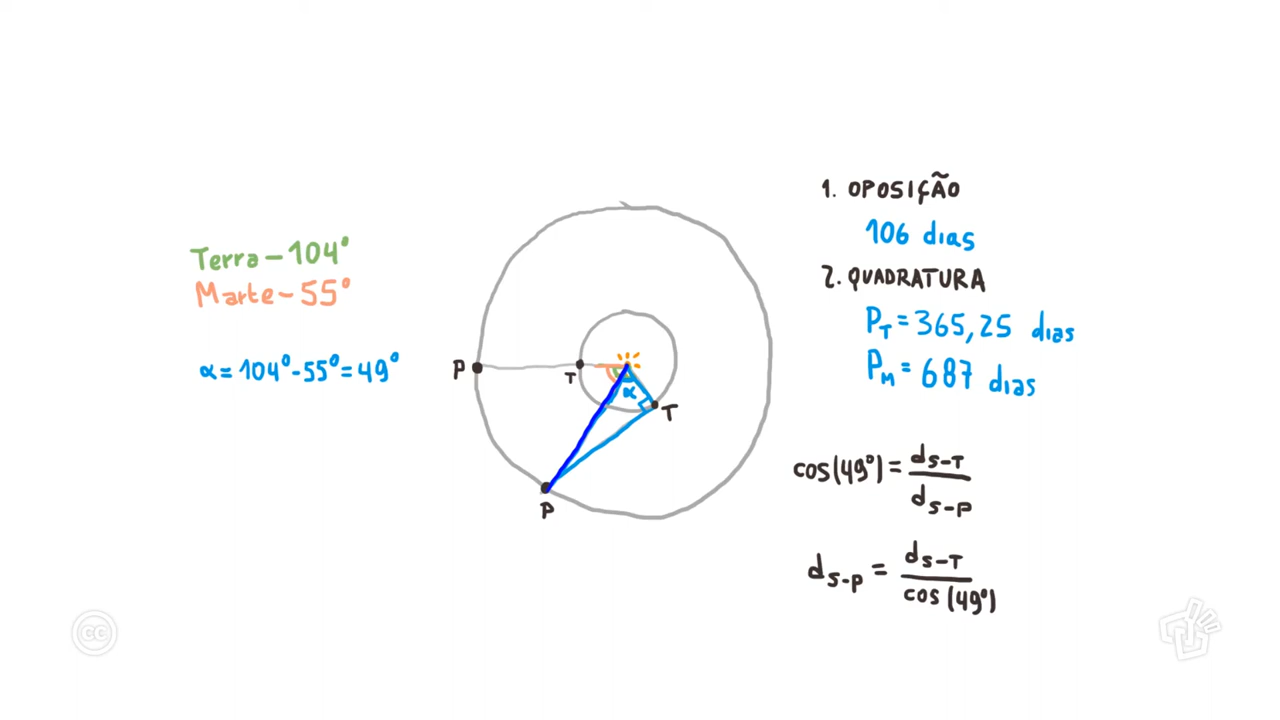 1. OPOSIÇÃO
106 dias
2. QUADRATURA
P_T = 365,25 dias
P_M = 687 dias
Terra - 104°
Marte - 55°
α = 104° - 55° = 49°
P
T
α
T
P
cos(49°) = d_S-T / d_S-P
d_S-P = d_S-T / cos(49°)
cc